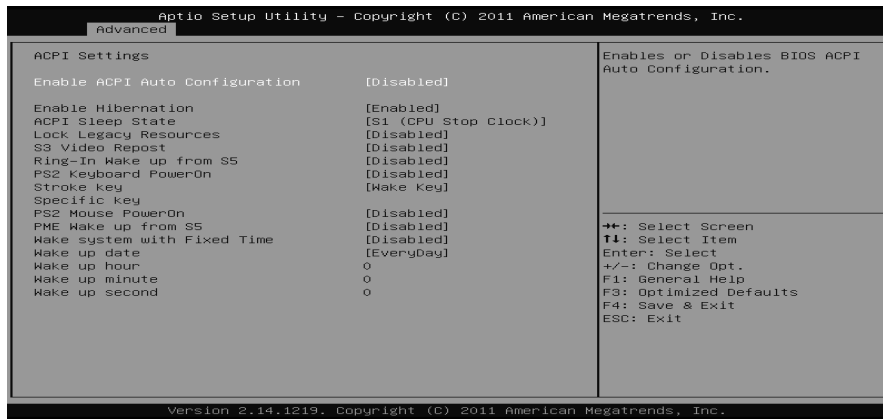 Aptio Setup Utility – Copyright (C) 2011 American Megatrends, Inc.
Advanced
ACPI Settings
Enable ACPI Auto Configuration [Disabled]
Enable Hibernation [Enabled]
ACPI Sleep State [S1 (CPU Stop Clock)]
Lock Legacy Resources [Disabled]
S3 Video Repost [Disabled]
Ring-In Wake up from S5 [Disabled]
PS2 Keyboard PowerOn [Disabled]
Stroke key [Wake Key]
Specific key
PS2 Mouse PowerOn [Disabled]
PME Wake up from S5 [Disabled]
Wake system with Fixed Time [Disabled]
Wake up date [EveryDay]
Wake up hour 0
Wake up minute 0
Wake up second 0
Enables or Disables BIOS ACPI
Auto Configuration.
→←: Select Screen
↑↓: Select Item
Enter: Select
+/-: Change Opt.
F1: General Help
F3: Optimized Defaults
F4: Save & Exit
ESC: Exit
Version 2.14.1219. Copyright (C) 2011 American Megatrends, Inc.